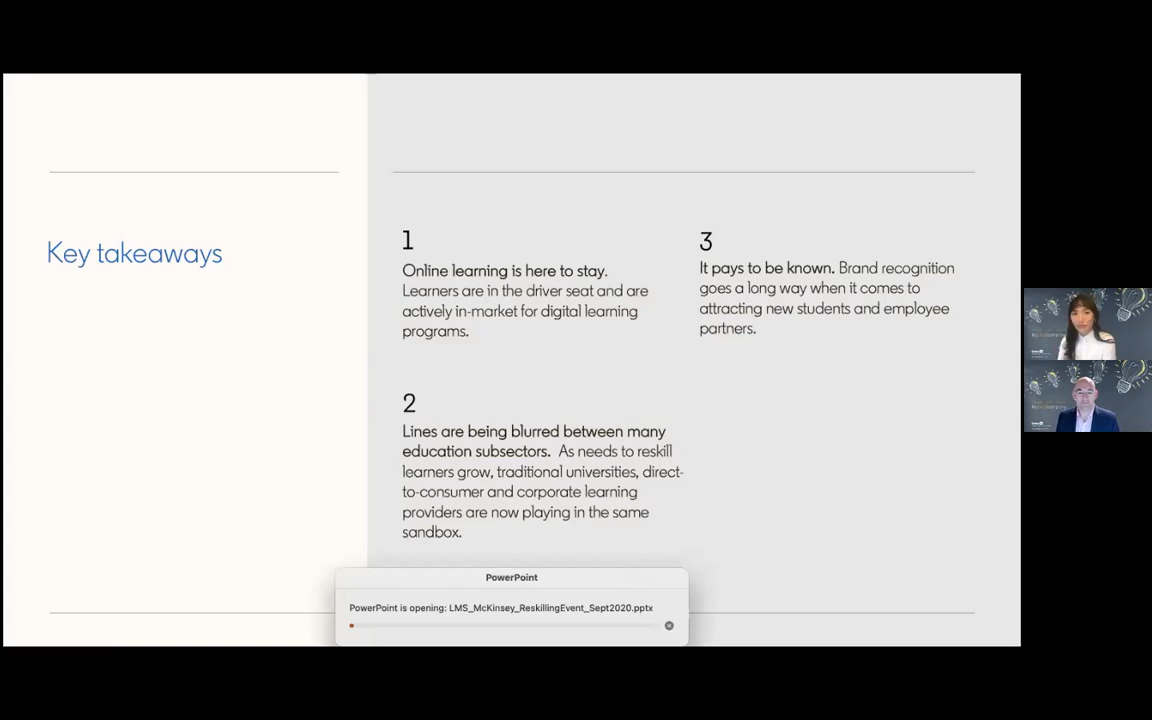 Key takeaways
1
Online learning is here to stay.
Learners are in the driver seat and are
actively in-market for digital learning
programs.
2
Lines are being blurred between many
education subsectors.  As needs to reskill
learners grow, traditional universities, direct-
to-consumer and corporate learning
providers are now playing in the same
sandbox.
3
It pays to be known. Brand recognition
goes a long way when it comes to
attracting new students and employee
partners.
PowerPoint
PowerPoint is opening: LMS_McKinsey_ReskillingEvent_Sept2020.pptx